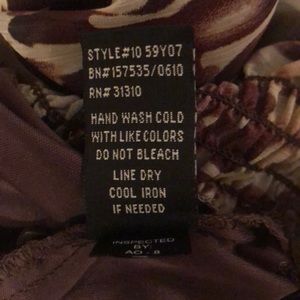 STYLE#10 59Y07
BN#157535/0610
RN# 31310
HAND WASH COLD
WITH LIKE COLORS
DO NOT BLEACH
LINE DRY
COOL IRON
IF NEEDED
INSPECTED
BY:
AQ - 8